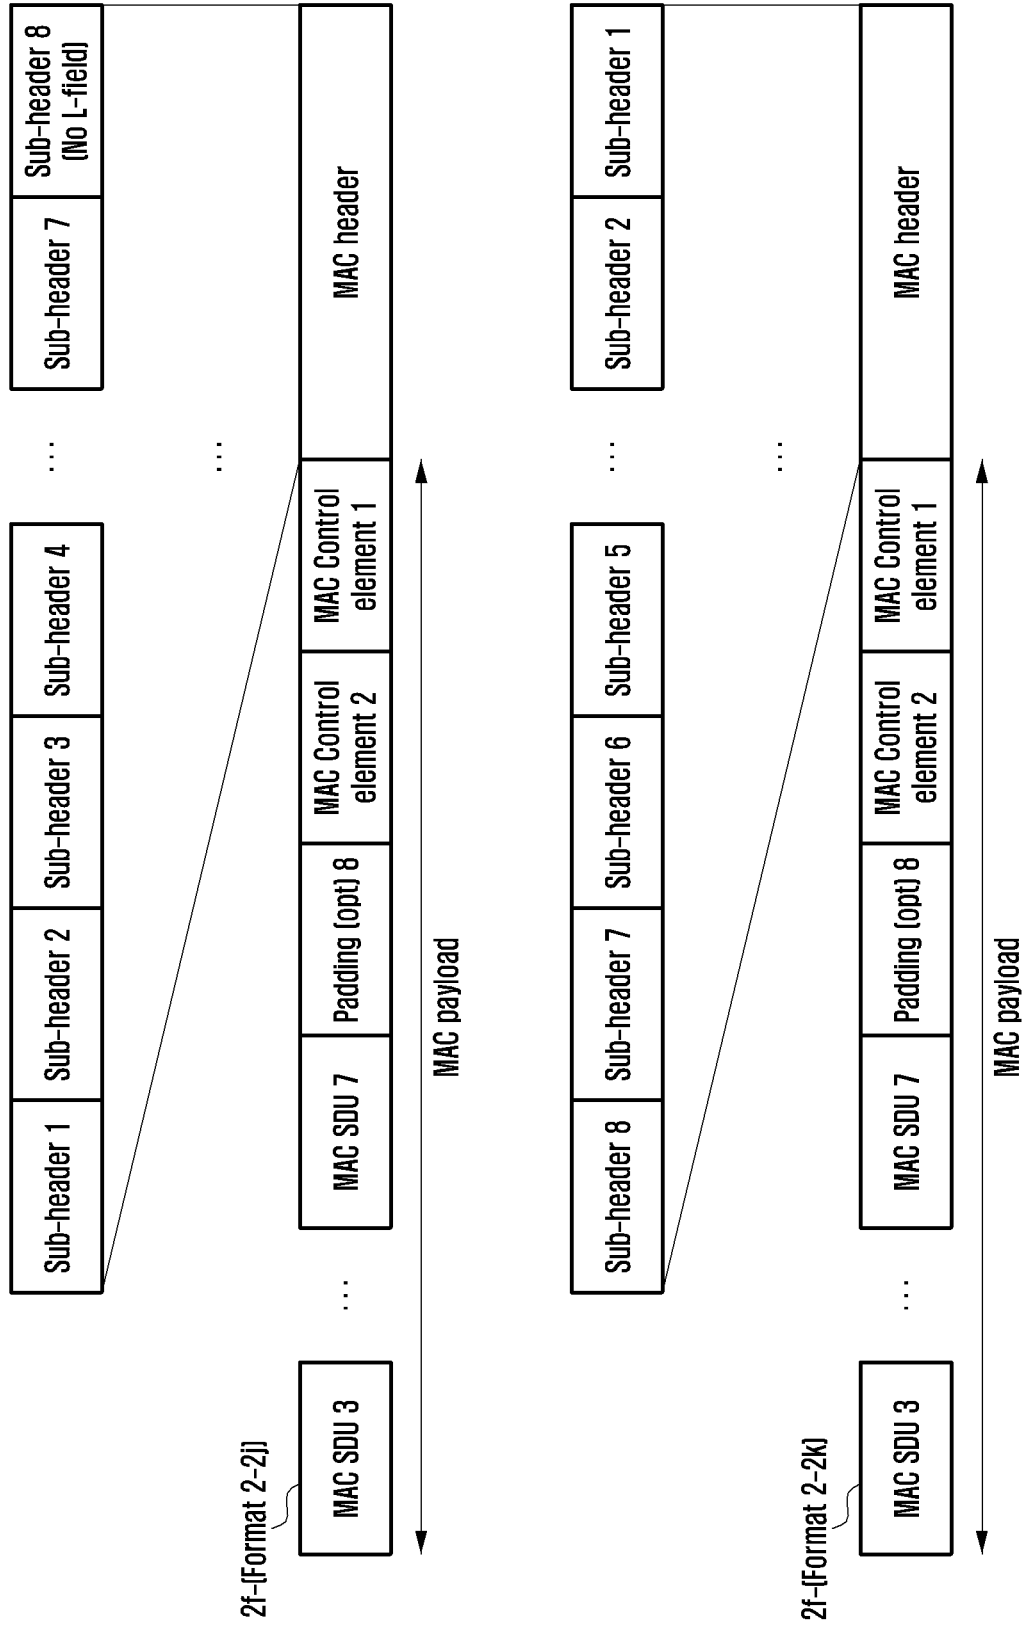 Sub-header 1
Sub-header 2
Sub-header 3
Sub-header 4
...
Sub-header 7
Sub-header 8
(No L-field)
...
2f-(Format 2-2j)
MAC SDU 3
...
MAC SDU 7
Padding (opt) 8
MAC Control
element 2
MAC Control
element 1
MAC header
MAC payload
Sub-header 8
Sub-header 7
Sub-header 6
Sub-header 5
...
Sub-header 2
Sub-header 1
...
2f-(Format 2-2k)
MAC SDU 3
...
MAC SDU 7
Padding (opt) 8
MAC Control
element 2
MAC Control
element 1
MAC header
MAC payload